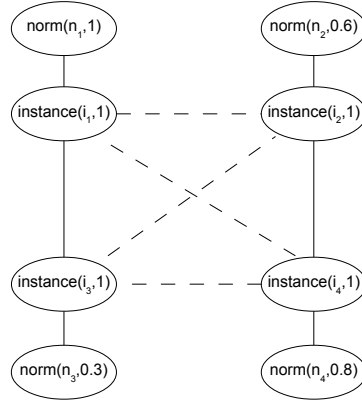 norm(n₁,1)
norm(n₂,0.6)
instance(i₁,1)
instance(i₂,1)
instance(i₃,1)
instance(i₄,1)
norm(n₃,0.3)
norm(n₄,0.8)